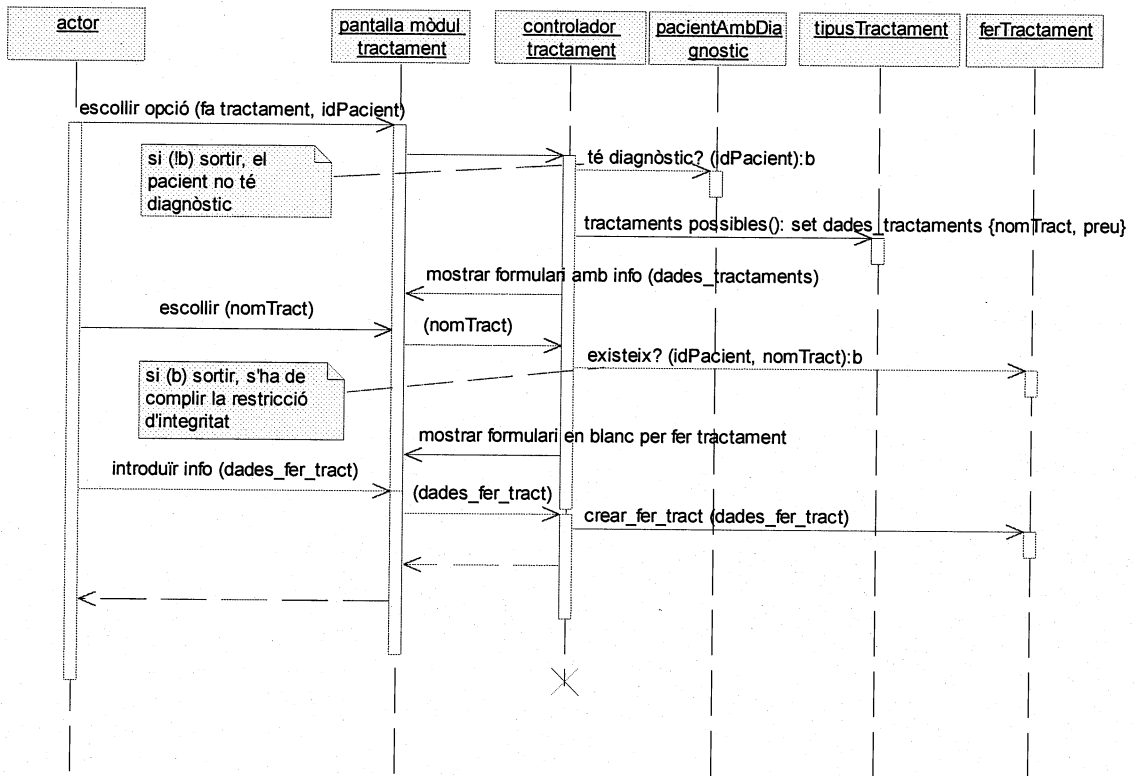 actor
pantalla mòdul
tractament
controlador
tractament
pacientAmbDia
gnostic
tipusTractament
ferTractament
escollir opció (fa tractament, idPacient)
si (!b) sortir, el
pacient no té
diagnòstic
té diagnòstic? (idPacient):b
tractaments possibles(): set dades_tractaments {nomTract, preu}
mostrar formulari amb info (dades_tractaments)
escollir (nomTract)
(nomTract)
existeix? (idPacient, nomTract):b
si (b) sortir, s'ha de
complir la restricció
d'integritat
mostrar formulari en blanc per fer tractament
introduïr info (dades_fer_tract)
(dades_fer_tract)
crear_fer_tract (dades_fer_tract)